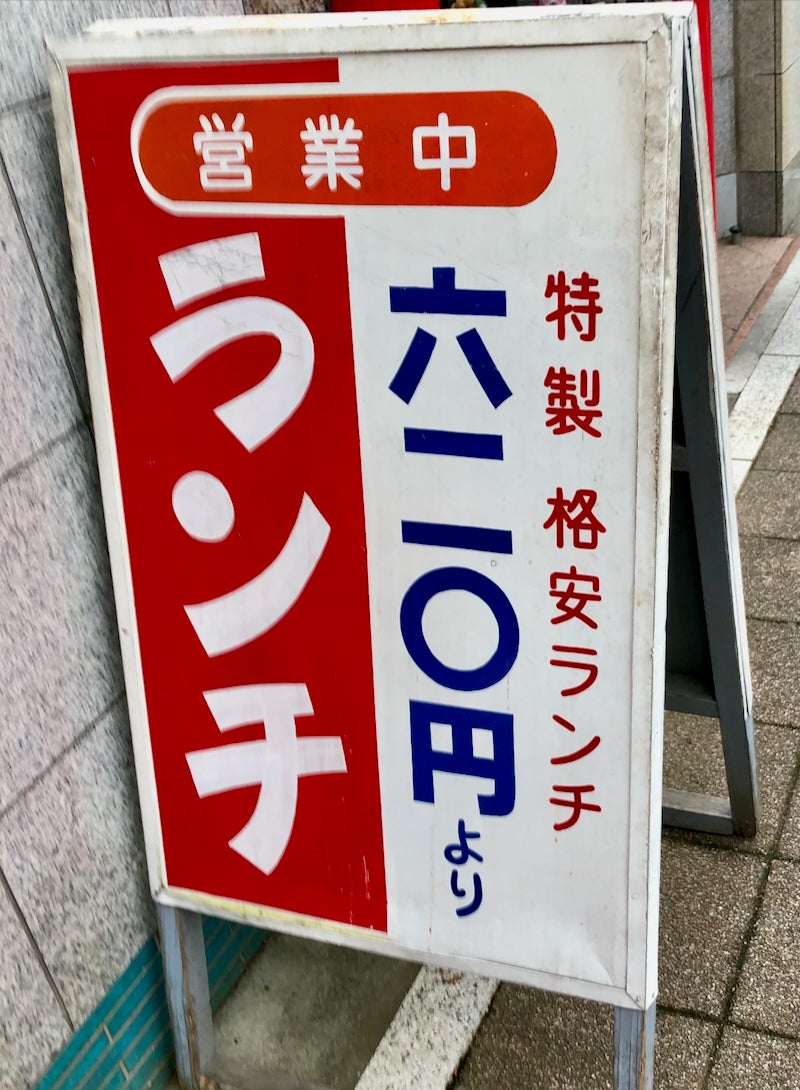 営業中
特製 格安ランチ
六二〇円より
ランチ